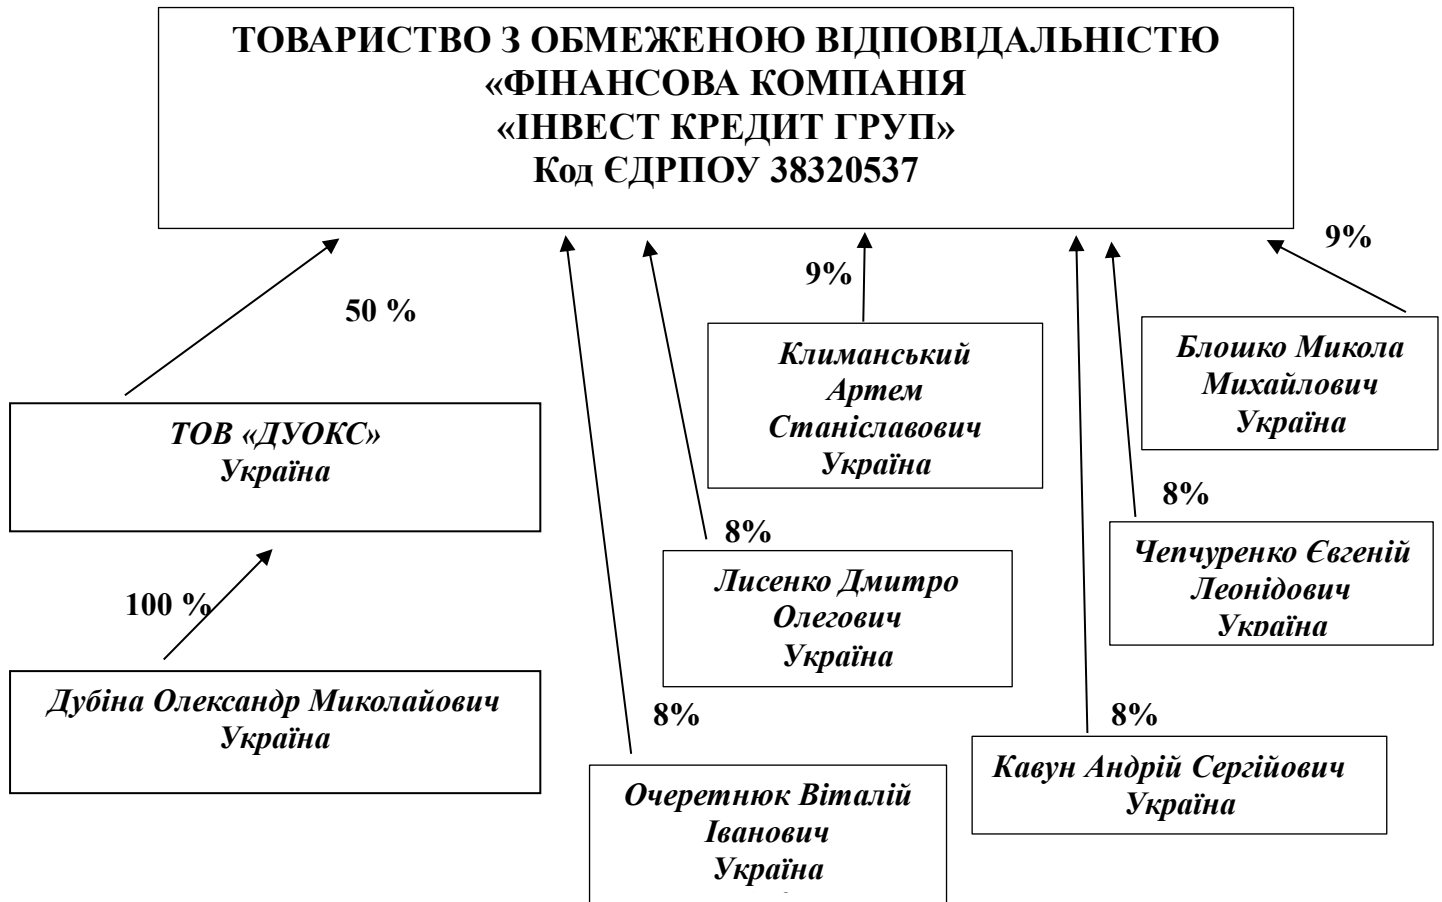 ТОВАРИСТВО З ОБМЕЖЕНОЮ ВІДПОВІДАЛЬНІСТЮ
«ФІНАНСОВА КОМПАНІЯ
«ІНВЕСТ КРЕДИТ ГРУП»
Код ЄДРПОУ 38320537
9%
9%
50 %
Климанський
Артем
Станіславович
Україна
Блошко Микола
Михайлович
Україна
ТОВ «ДУОКС»
Україна
8%
8%
Чепчуренко Євгеній
Леонідович
Україна
Лисенко Дмитро
Олегович
Україна
100 %
Дубіна Олександр Миколайович
Україна
8%
8%
Кавун Андрій Сергійович
Україна
Очеретнюк Віталій
Іванович
Україна